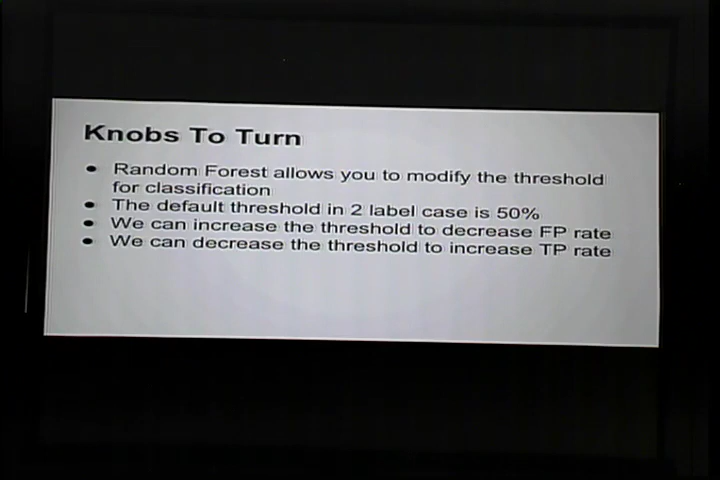 Knobs To Turn
● Random Forest allows you to modify the threshold
for classification
● The default threshold in 2 label case is 50%
● We can increase the threshold to decrease FP rate
● We can decrease the threshold to increase TP rate